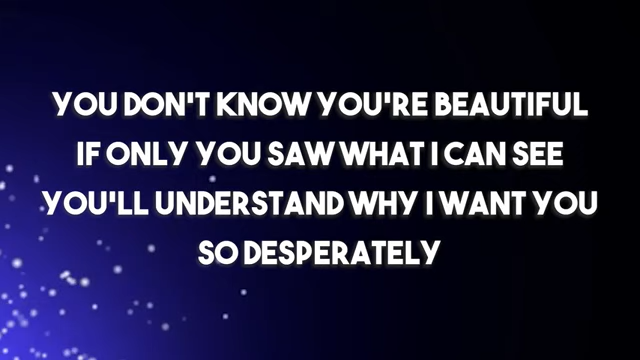 YOU DON'T KNOW YOU'RE BEAUTIFUL
IF ONLY YOU SAW WHAT I CAN SEE
YOU'LL UNDERSTAND WHY I WANT YOU
SO DESPERATELY